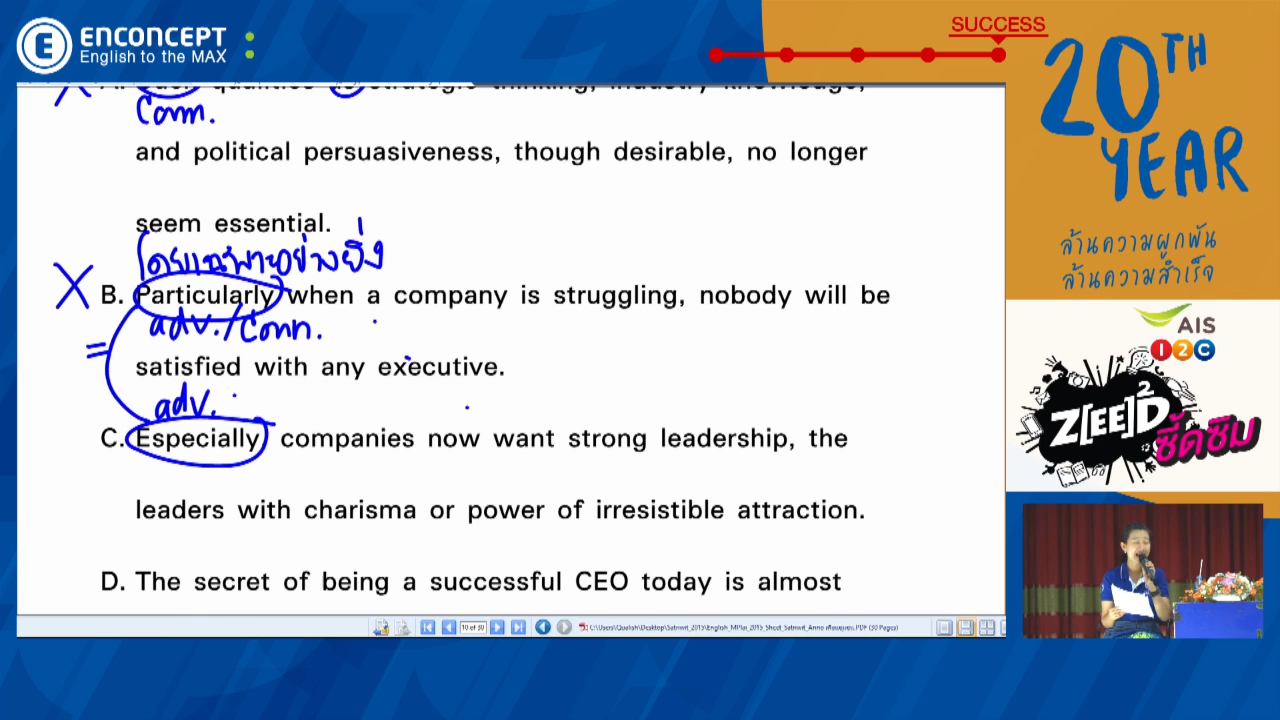 ENCONCEPT
English to the MAX
SUCCESS
20TH
YEAR
ล้านความผูกพัน
ล้านความสำเร็จ
AIS
I2C
Z[EE]D2
ซี้ดซิม
Conn.
and political persuasiveness, though desirable, no longer
seem essential.
โดยเฉพาะอย่างยิ่ง
X B. Particularly when a company is struggling, nobody will be
adv./Conn.
=
satisfied with any executive.
adv.
C. Especially companies now want strong leadership, the
leaders with charisma or power of irresistible attraction.
D. The secret of being a successful CEO today is almost
10 of 30